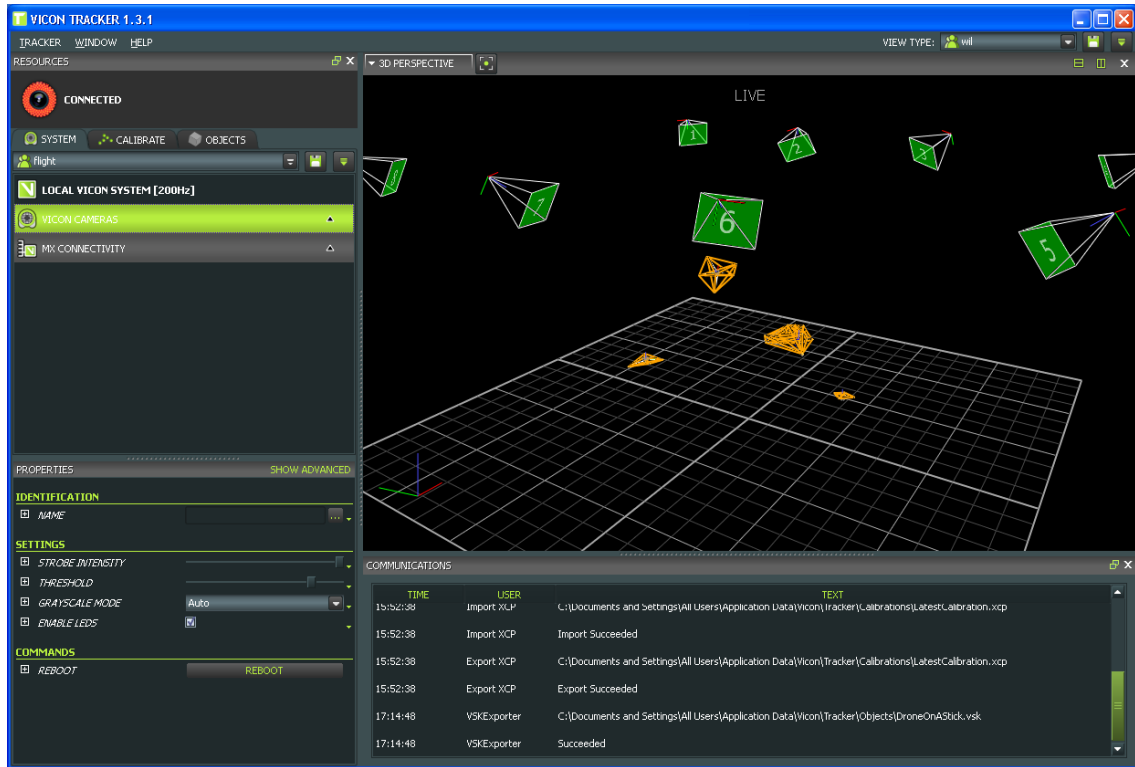 VICON TRACKER 1.3.1
TRACKER WINDOW HELP
VIEW TYPE: wil
RESOURCES
3D PERSPECTIVE
CONNECTED
LIVE
SYSTEM CALIBRATE OBJECTS
flight
LOCAL VICON SYSTEM [200Hz]
VICON CAMERAS
MX CONNECTIVITY
1
2
3
7
6
5
PROPERTIES SHOW ADVANCED
IDENTIFICATION
NAME ...
SETTINGS
STROBE INTENSITY
THRESHOLD
GRAYSCALE MODE Auto
ENABLE LEDS
COMMANDS
REBOOT REBOOT
COMMUNICATIONS
TIME USER TEXT
15:52:38 Import XCP C:\Documents and Settings\All Users\Application Data\Vicon\Tracker\Calibrations\LatestCalibration.xcp
15:52:38 Import XCP Import Succeeded
15:52:38 Export XCP C:\Documents and Settings\All Users\Application Data\Vicon\Tracker\Calibrations\LatestCalibration.xcp
15:52:38 Export XCP Export Succeeded
17:14:48 VSKExporter C:\Documents and Settings\All Users\Application Data\Vicon\Tracker\Objects\DroneOnAStick.vsk
17:14:48 VSKExporter Succeeded